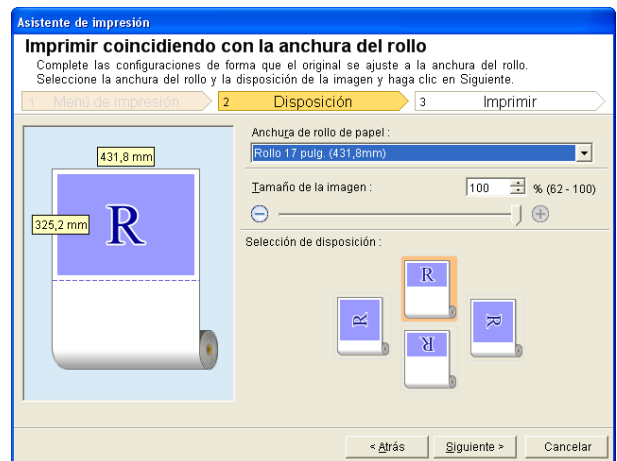 Asistente de impresión
Imprimir coincidiendo con la anchura del rollo
Complete las configuraciones de forma que el original se ajuste a la anchura del rollo.
Seleccione la anchura del rollo y la disposición de la imagen y haga clic en Siguiente.
1 Menú de impresión 2 Disposición 3 Imprimir
Anchura de rollo de papel :
Rollo 17 pulg. (431,8mm)
431,8 mm
Tamaño de la imagen : 100 % (62 - 100)
325,2 mm
R
Selección de disposición :
R
R
R
R
< Atrás Siguiente > Cancelar